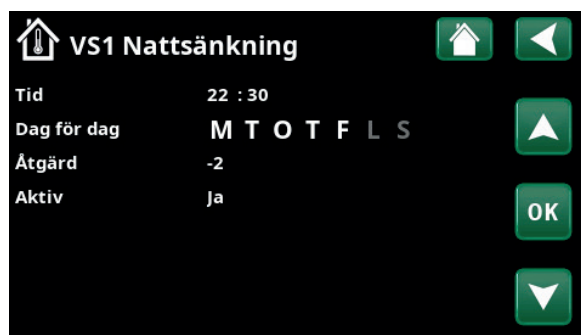 VS1 Nattsänkning
Tid 22 : 30
Dag för dag M T O T F L S
Åtgärd -2
Aktiv Ja
OK